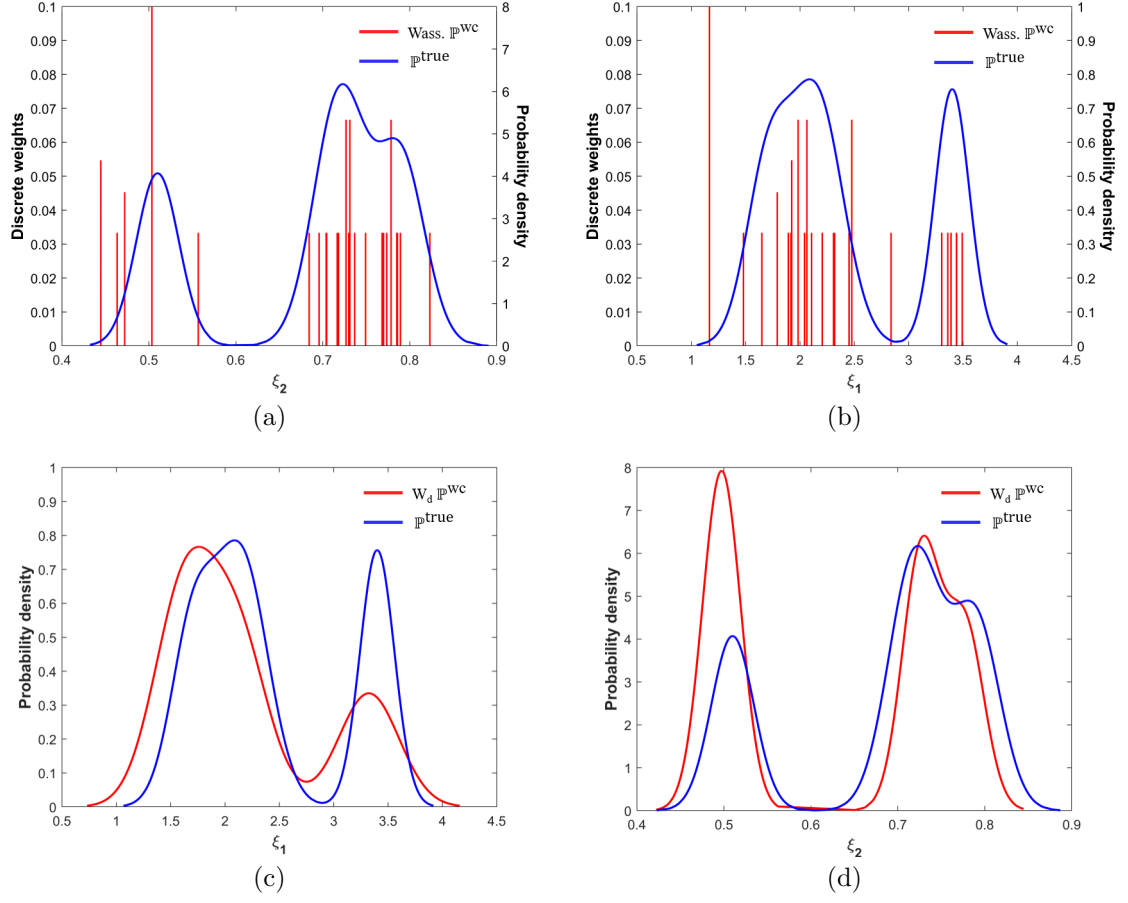 Wass. ℙwc
ℙtrue
0.1
0.09
0.08
0.07
0.06
0.05
0.04
0.03
0.02
0.01
0
8
7
6
5
4
3
2
1
0
Discrete weights
Probability density
0.4 0.5 0.6 0.7 0.8 0.9
ξ2
(a)
Wass. ℙwc
ℙtrue
0.1
0.09
0.08
0.07
0.06
0.05
0.04
0.03
0.02
0.01
0
1
0.9
0.8
0.7
0.6
0.5
0.4
0.3
0.2
0.1
0
Discrete weights
Probability densitry
1 1.5 2 2.5 3 3.5 4 4.5
ξ1
(b)
Wd ℙwc
ℙtrue
1
0.9
0.8
0.7
0.6
0.5
0.4
0.3
0.2
0.1
0
Probability density
0.5 1 1.5 2 2.5 3 3.5 4 4.5
ξ1
(c)
Wd ℙwc
ℙtrue
8
7
6
5
4
3
2
1
0
Probability density
0.4 0.5 0.6 0.7 0.8 0.9
ξ2
(d)